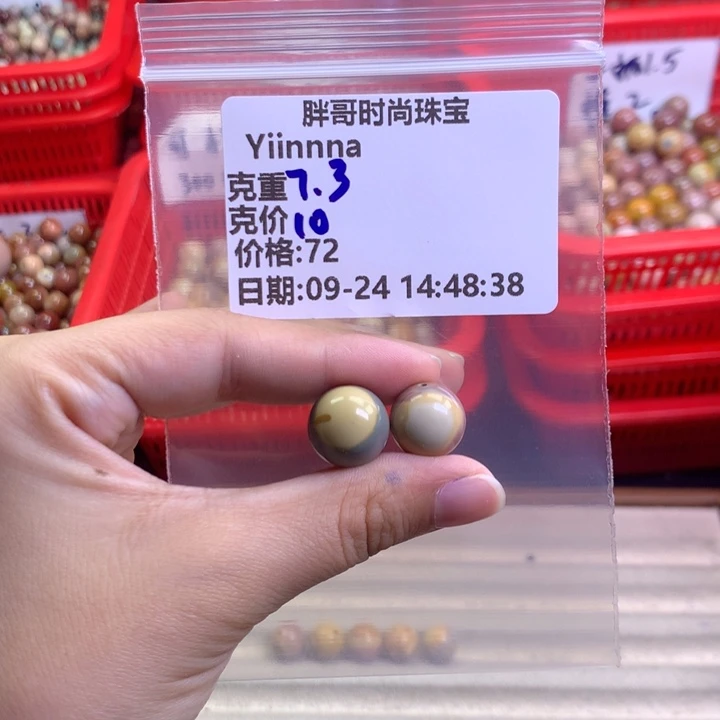 胖哥时尚珠宝
Yiinnna
克重7.3
克价10
价格:72
日期:09-24 14:48:38